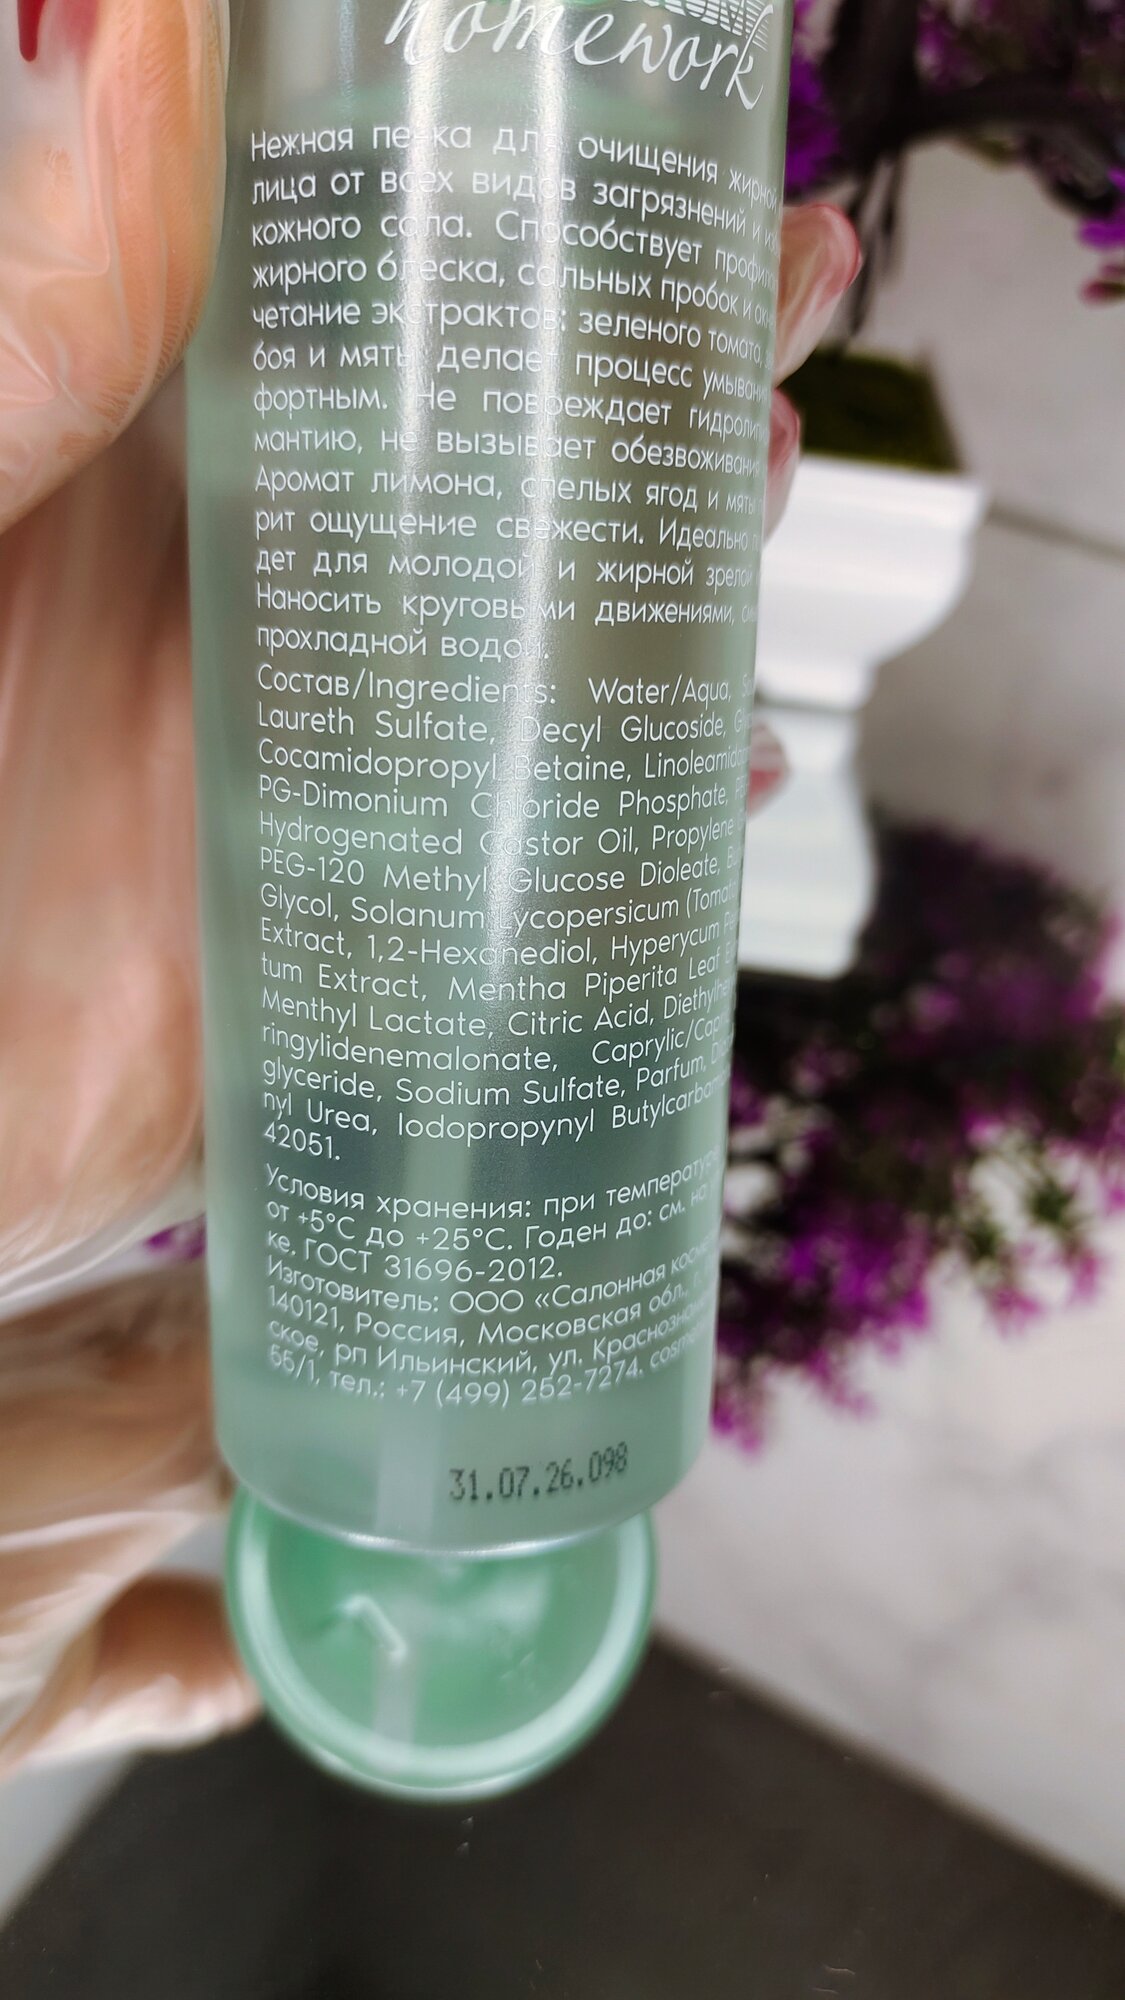 homework
Нежная пенка для очищения жирной
лица от всех видов загрязнений и
кожного сала. Способствует
жирного блеска, сальных пробок и
четание экстрактов: зеленого томата,
боя и мяты делает процесс
фортным. Не повреждает
мантию, не вызывает
Аромат лимона, спелых ягод и мяты
рит ощущение свежести. Идеально
дет для молодой и жирной зрелой
Наносить круговыми движениями,
прохладной водой.
Состав/Ingredients: Water/Aqua,
Laureth Sulfate, Decyl Glucoside,
Cocamidopropyl Betaine,
PG-Dimonium Chloride Phosphate,
Hydrogenated Castor Oil, Propylene
PEG-120 Methyl Glucose Dioleate,
Glycol, Solanum Lycopersicum
Extract, 1,2-Hexanediol, Hyperycum
tum Extract, Mentha Piperita Leaf
Menthyl Lactate, Citric Acid,
ringylidenemalonate,
glyceride, Sodium Sulfate, Parfum,
nyl Urea, Iodopropynyl
42051.
Условия хранения: при температуре
от +5°С до +25°С. Годен до: см. на
ке. ГОСТ 31696-2012.
Изготовитель: ООО «Салонная
140121, Россия, Московская обл.,
ское, рп Ильинский, ул.
55/1, тел.: +7 (499) 252-7274.
31.07.26.098